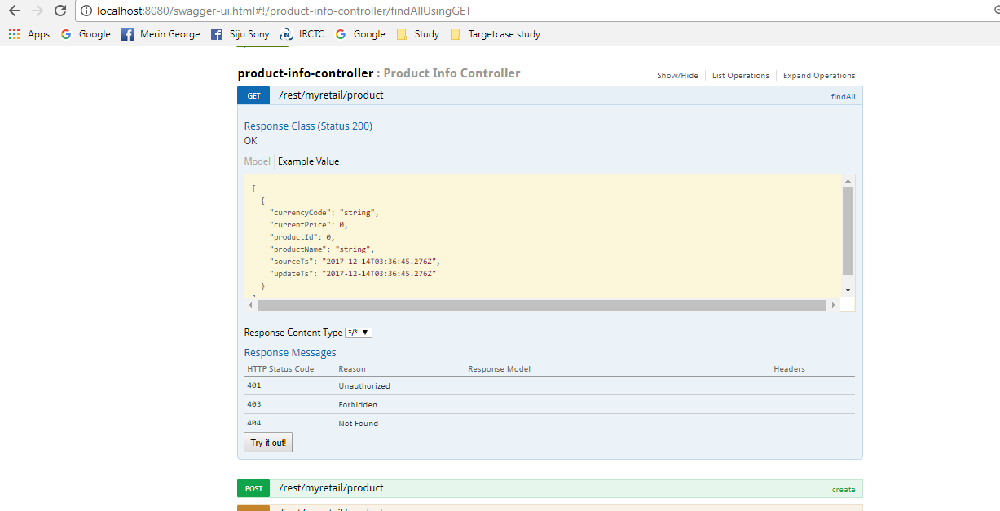 localhost:8080/swagger-ui.html#!/product-info-controller/findAllUsingGET
Apps Google Merin George Siju Sony IRCTC Google Study Targetcase study
product-info-controller : Product Info Controller
Show/Hide List Operations Expand Operations
GET /rest/myretail/product findAll
Response Class (Status 200)
OK
Model Example Value
[
{
"currencyCode": "string",
"currentPrice": 0,
"productId": 0,
"productName": "string",
"sourceTs": "2017-12-14T03:36:45.276Z",
"updateTs": "2017-12-14T03:36:45.276Z"
}
Response Content Type */*
Response Messages
HTTP Status Code Reason Response Model Headers
401 Unauthorized
403 Forbidden
404 Not Found
Try it out!
POST /rest/myretail/product create